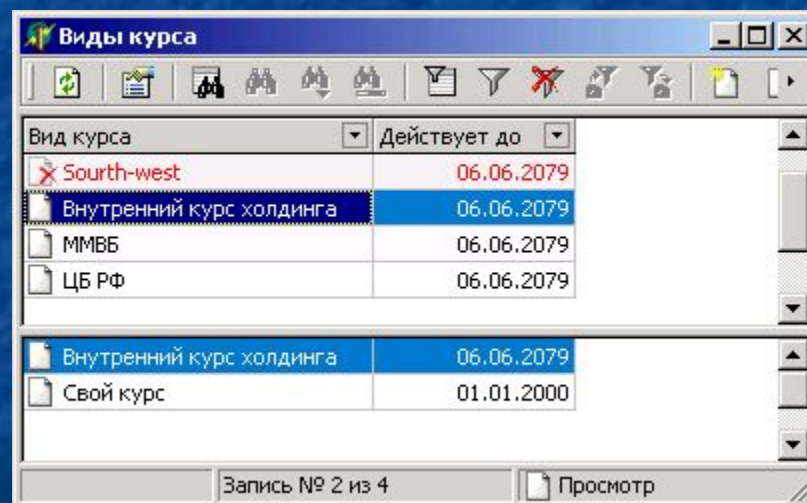 Виды курса
Вид курса Действует до
Sourth-west 06.06.2079
Внутренний курс холдинга 06.06.2079
ММВБ 06.06.2079
ЦБ РФ 06.06.2079
Внутренний курс холдинга 06.06.2079
Свой курс 01.01.2000
Запись № 2 из 4 Просмотр